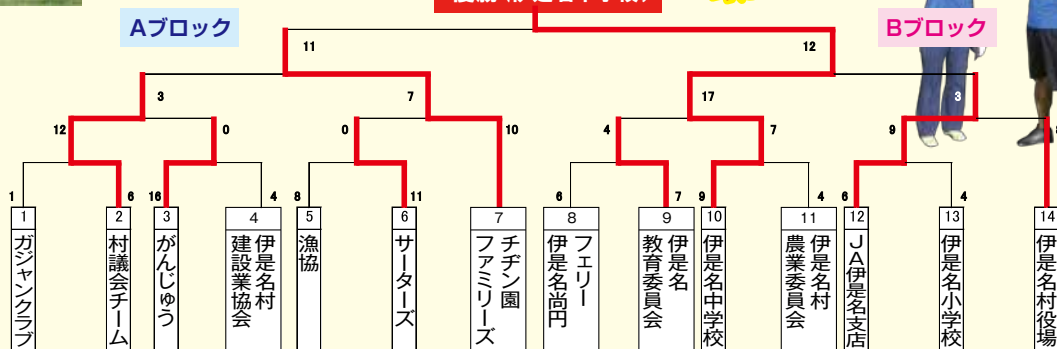 Aブロック
Bブロック
11
12
3
7
17
3
12
0
0
10
4
7
9
1
6
16
4
8
11
6
7
9
4
6
4
1
2
3
4
5
6
7
8
9
10
11
12
13
14
ガジャンクラブ
村議会チーム
がんじゅう
伊是名村
建設業協会
漁協
サーターズ
チヂン園
ファミリーズ
フェリー
伊是名尚円
伊是名
教育委員会
伊是名中学校
伊是名村
農業委員会
JA伊是名支店
伊是名小学校
伊是名村役場